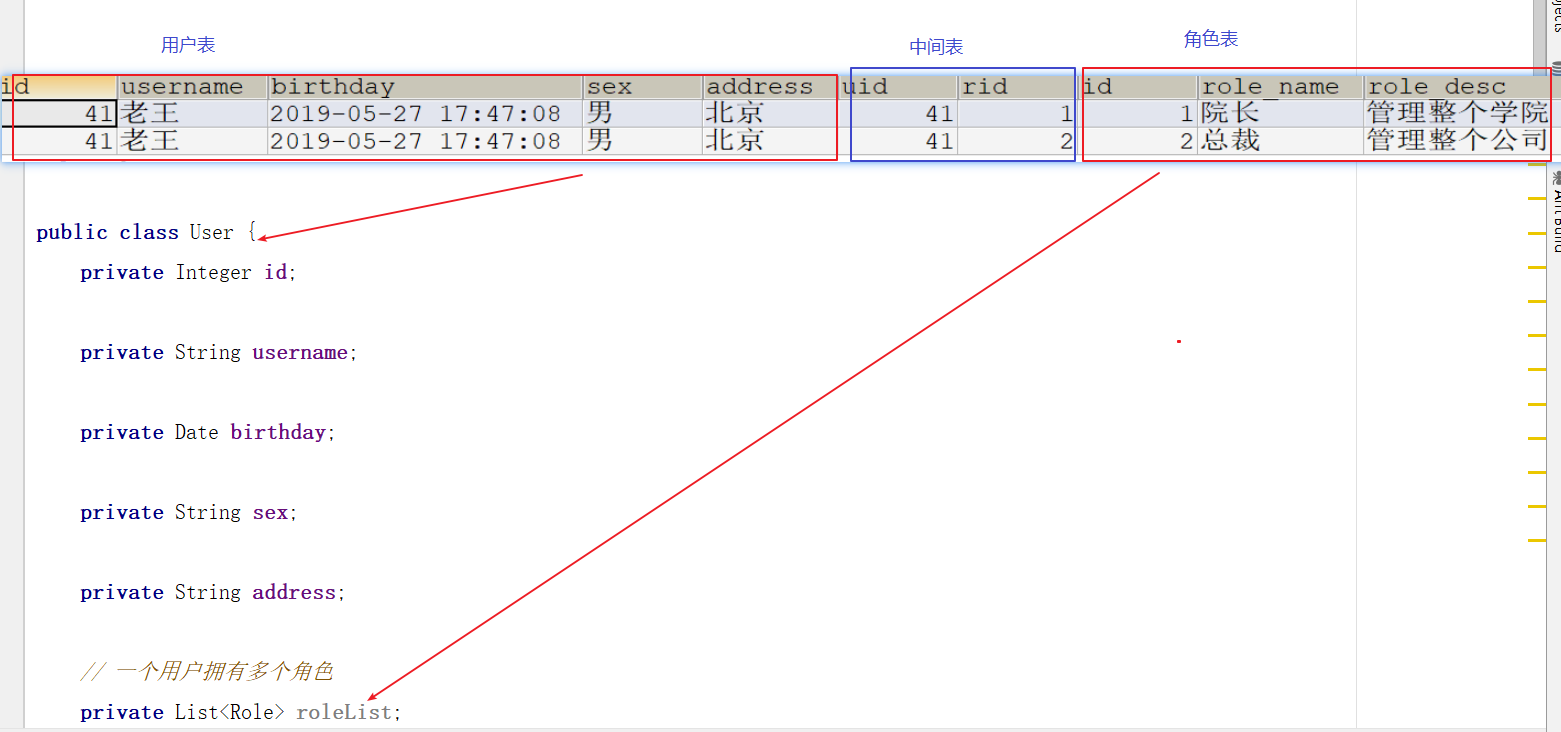 用户表 中间表 角色表
id username birthday sex address uid rid id role_name role_desc
41 老王 2019-05-27 17:47:08 男 北京 41 1 1 院长 管理整个学院
41 老王 2019-05-27 17:47:08 男 北京 41 2 2 总裁 管理整个公司
public class User {
private Integer id;
private String username;
private Date birthday;
private String sex;
private String address;
// 一个用户拥有多个角色
private List<Role> roleList;